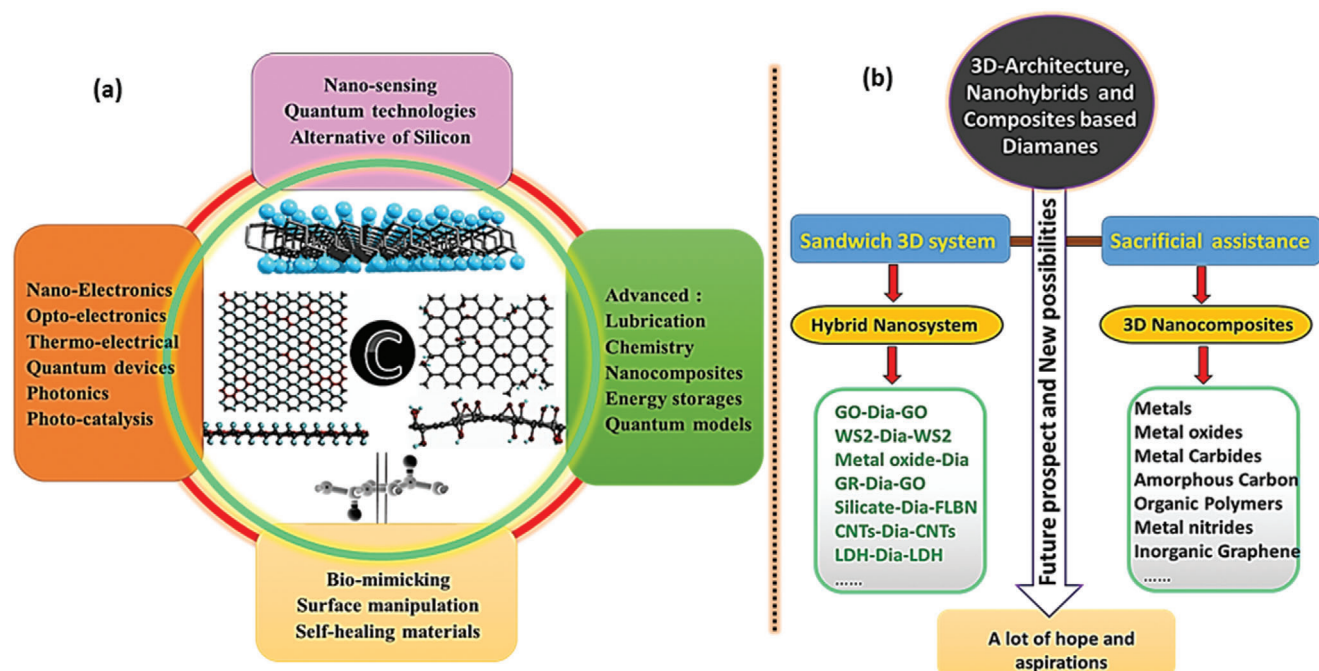 (a)
Nano-sensing
Quantum technologies
Alternative of Silicon
Nano-Electronics
Opto-electronics
Thermo-electrical
Quantum devices
Photonics
Photo-catalysis
C
Advanced :
Lubrication
Chemistry
Nanocomposites
Energy storages
Quantum models
Bio-mimicking
Surface manipulation
Self-healing materials
(b)
3D-Architecture,
Nanohybrids and
Composites based
Diamanes
Sandwich 3D system
Hybrid Nanosystem
GO-Dia-GO
WS2-Dia-WS2
Metal oxide-Dia
GR-Dia-GO
Silicate-Dia-FLBN
CNTs-Dia-CNTs
LDH-Dia-LDH
......
Future prospect and New possibilities
Sacrificial assistance
3D Nanocomposites
Metals
Metal oxides
Metal Carbides
Amorphous Carbon
Organic Polymers
Metal nitrides
Inorganic Graphene
......
A lot of hope and
aspirations